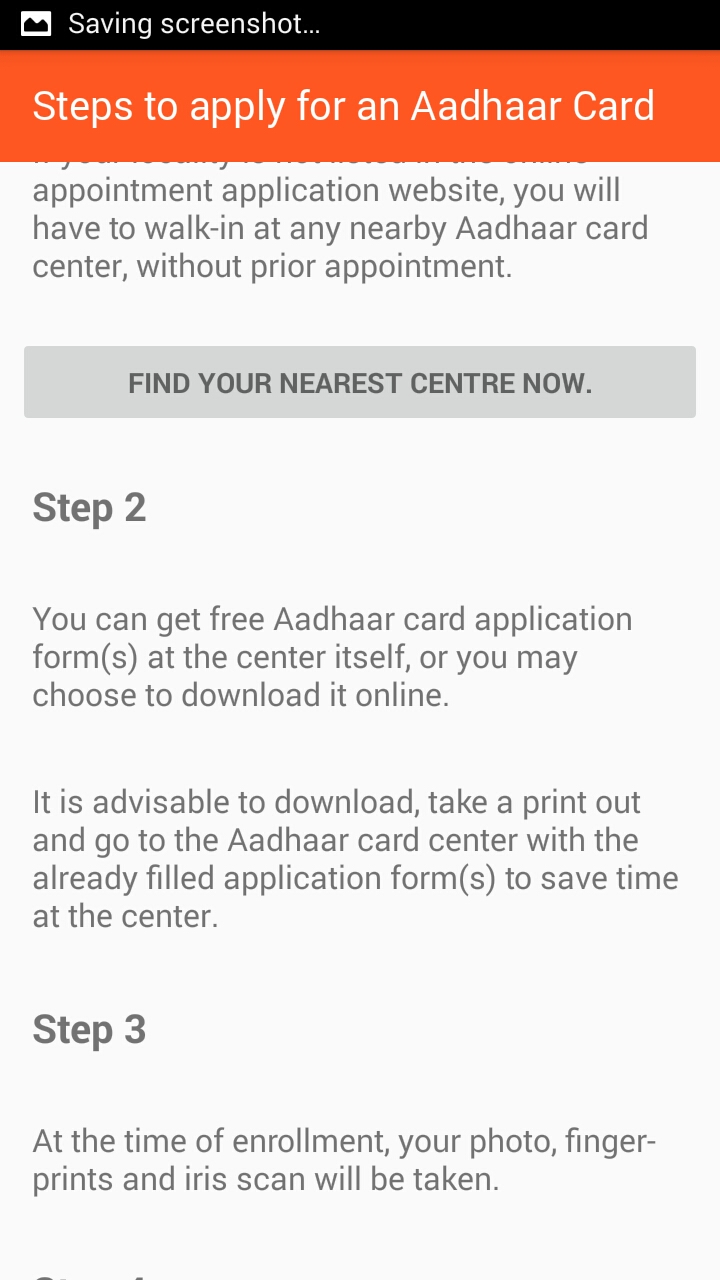 Saving screenshot...
Steps to apply for an Aadhaar Card
appointment application website, you will
have to walk-in at any nearby Aadhaar card
center, without prior appointment.
FIND YOUR NEAREST CENTRE NOW.
Step 2
You can get free Aadhaar card application
form(s) at the center itself, or you may
choose to download it online.
It is advisable to download, take a print out
and go to the Aadhaar card center with the
already filled application form(s) to save time
at the center.
Step 3
At the time of enrollment, your photo, finger-
prints and iris scan will be taken.